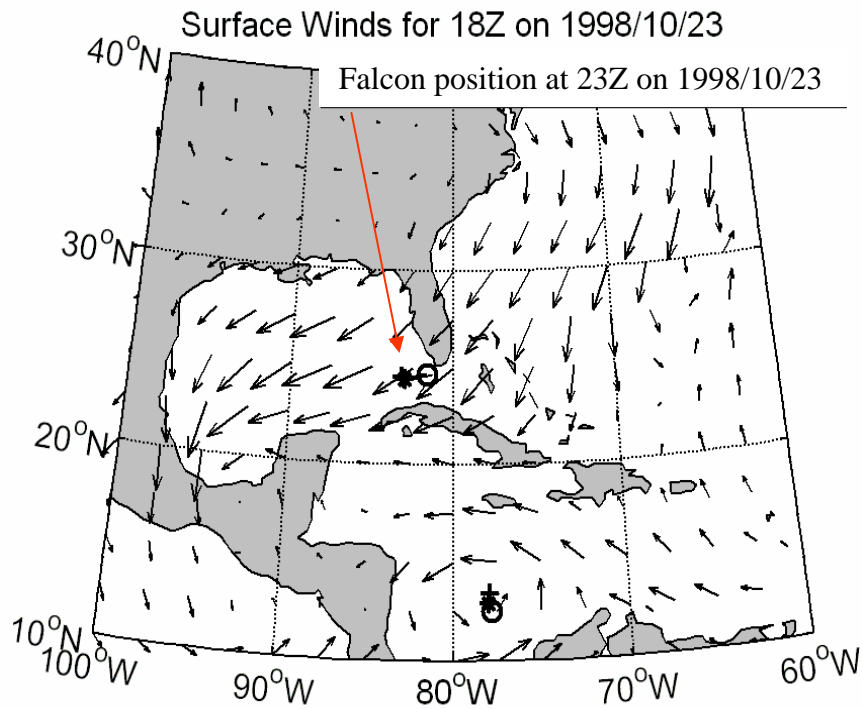 Surface Winds for 18Z on 1998/10/23
40°N
Falcon position at 23Z on 1998/10/23
30°N
20°N
10°N
100°W
90°W
80°W
70°W
60°W